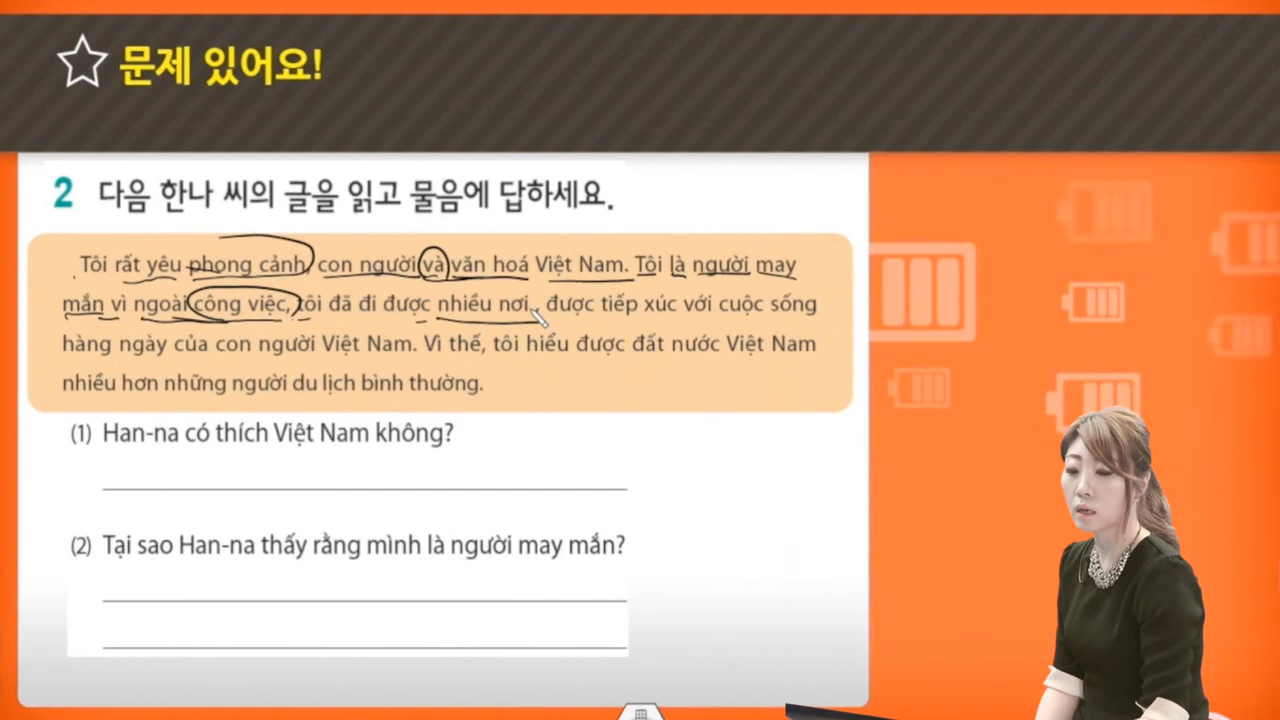 문제 있어요!
2 다음 한나 씨의 글을 읽고 물음에 답하세요.
Tôi rất yêu phong cảnh, con người và văn hoá Việt Nam. Tôi là người may
mắn vì ngoài công việc, tôi đã đi được nhiều nơi, được tiếp xúc với cuộc sống
hàng ngày của con người Việt Nam. Vì thế, tôi hiểu được đất nước Việt Nam
nhiều hơn những người du lịch bình thường.
(1) Han-na có thích Việt Nam không?
(2) Tại sao Han-na thấy rằng mình là người may mắn?